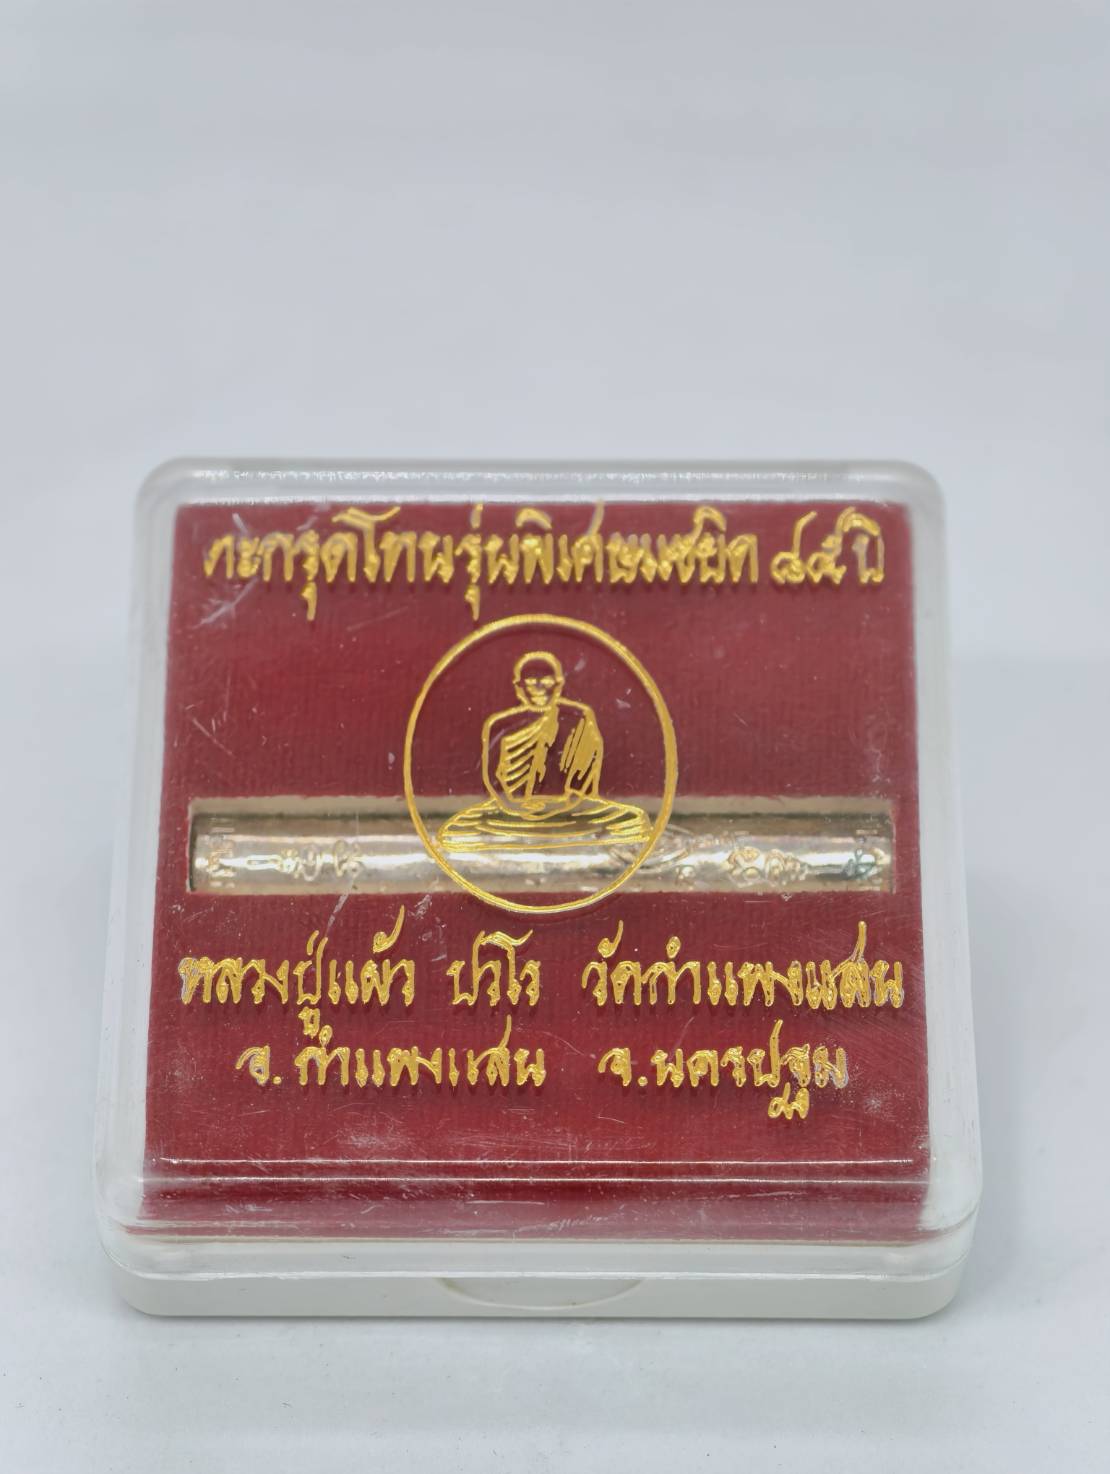 ตะกรุดโทนรุ่นพิเศษแซยิด ๘๕ ปี
หลวงปู่แผ้ว ปวโร วัดกำแพงแสน
อ. กำแพงแสน จ. นครปฐม